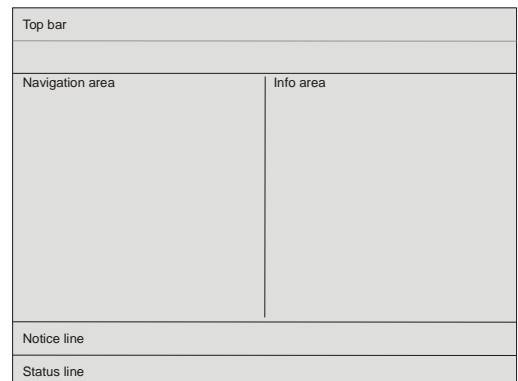 Top bar
Navigation area
Info area
Notice line
Status line